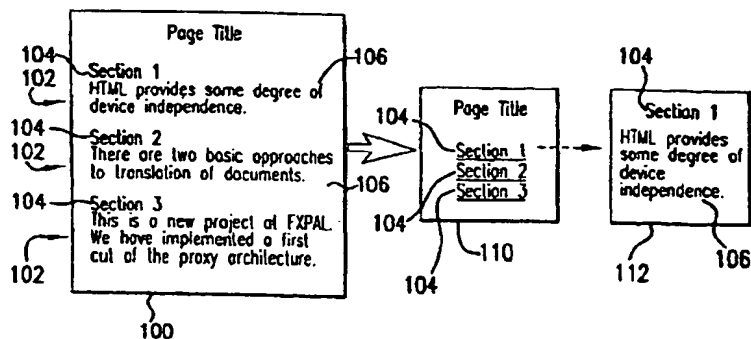 Page Title
104
Section 1
106
102
HTML provides some degree of
device independence.
104
Section 2
102
There are two basic approaches
to translation of documents.
106
104
Section 3
This is a new project at FXPAL.
We have implemented a first
102
cut of the proxy architecture.
100
Page Title
104
Section 1
104
Section 2
Section 3
104
110
104
Section 1
HTML provides
some degree of
device
independence.
112
106